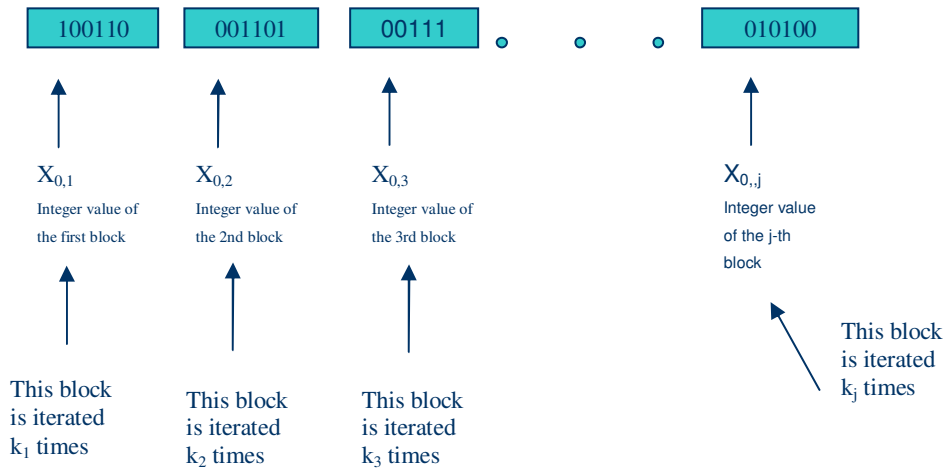 100110 001101 00111 010100
X0,1 X0,2 X0,3 X0,,j
Integer value of
the first block
Integer value of
the 2nd block
Integer value of
the 3rd block
Integer value
of the j-th
block
This block
is iterated
k1 times
This block
is iterated
k2 times
This block
is iterated
k3 times
This block
is iterated
kj times